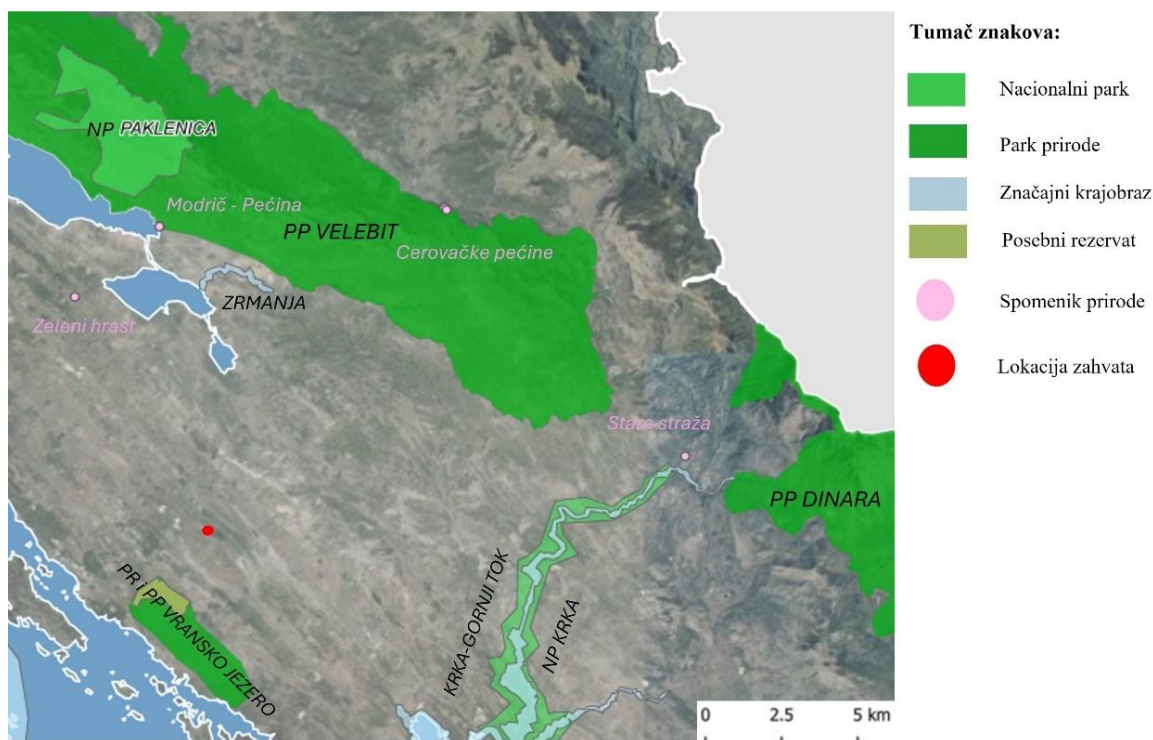 NP PAKLENICA
Modrič - Pećina
PP VELEBIT
Cerovačke pećine
ZRMANJA
Zeleni hrast
Stara straža
PP DINARA
PR i PP VRANSKO JEZERO
KRKA-GORNJI TOK
NP KRKA
0 2.5 5 km
Tumač znakova:
Nacionalni park
Park prirode
Značajni krajobraz
Posebni rezervat
Spomenik prirode
Lokacija zahvata